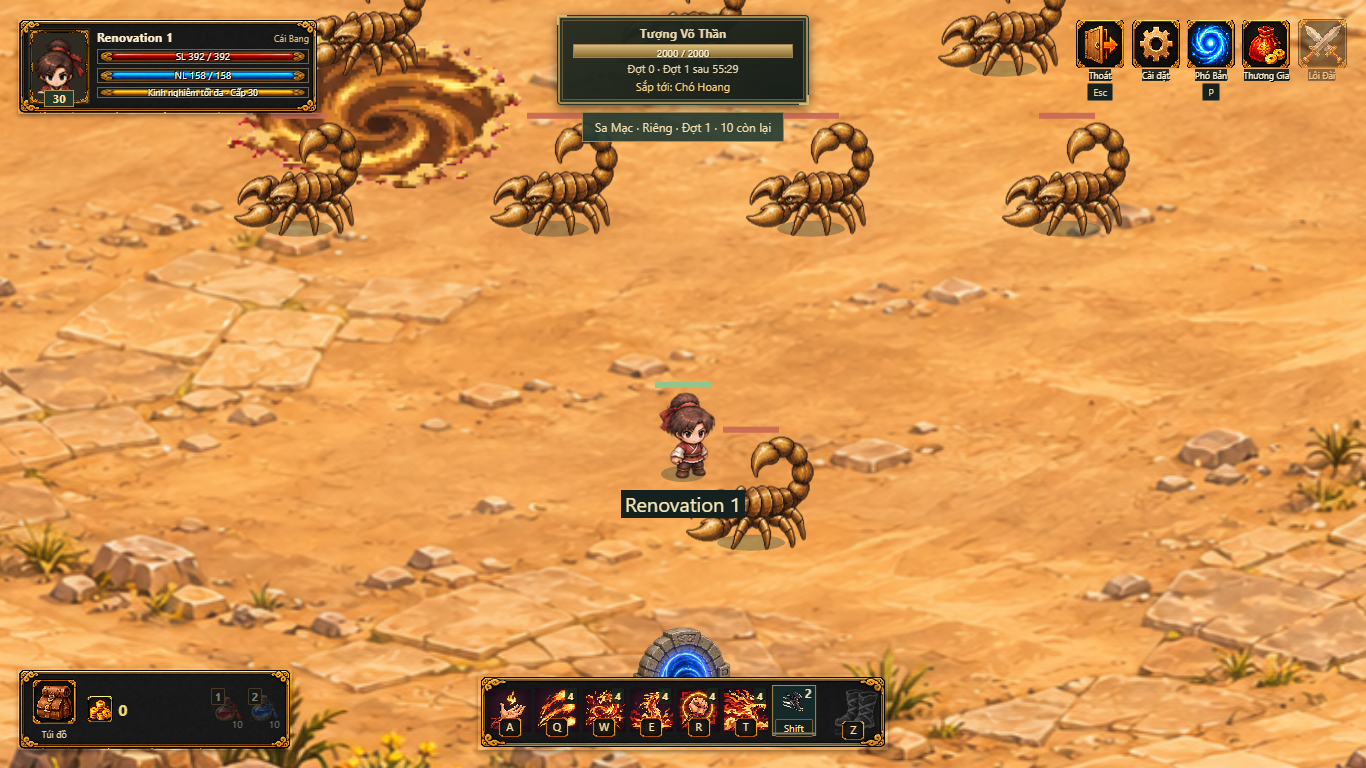 Renovation 1
Cái Bang
SL 392 / 392
NL 158 / 158
Kinh nghiệm tối đa · Cấp 30
30
Tượng Võ Thần
2000 / 2000
Đợt 0 · Đợt 1 sau 55:29
Sắp tới: Chó Hoang
Sa Mạc · Riêng · Đợt 1 · 10 còn lại
Thoát
Cài đặt
Phó Bản
Thương Gia
Lôi Đài
Esc
P
Renovation 1
0
1
2
10
10
Túi đồ
4
4
4
4
4
2
A
Q
W
E
R
T
Shift
Z